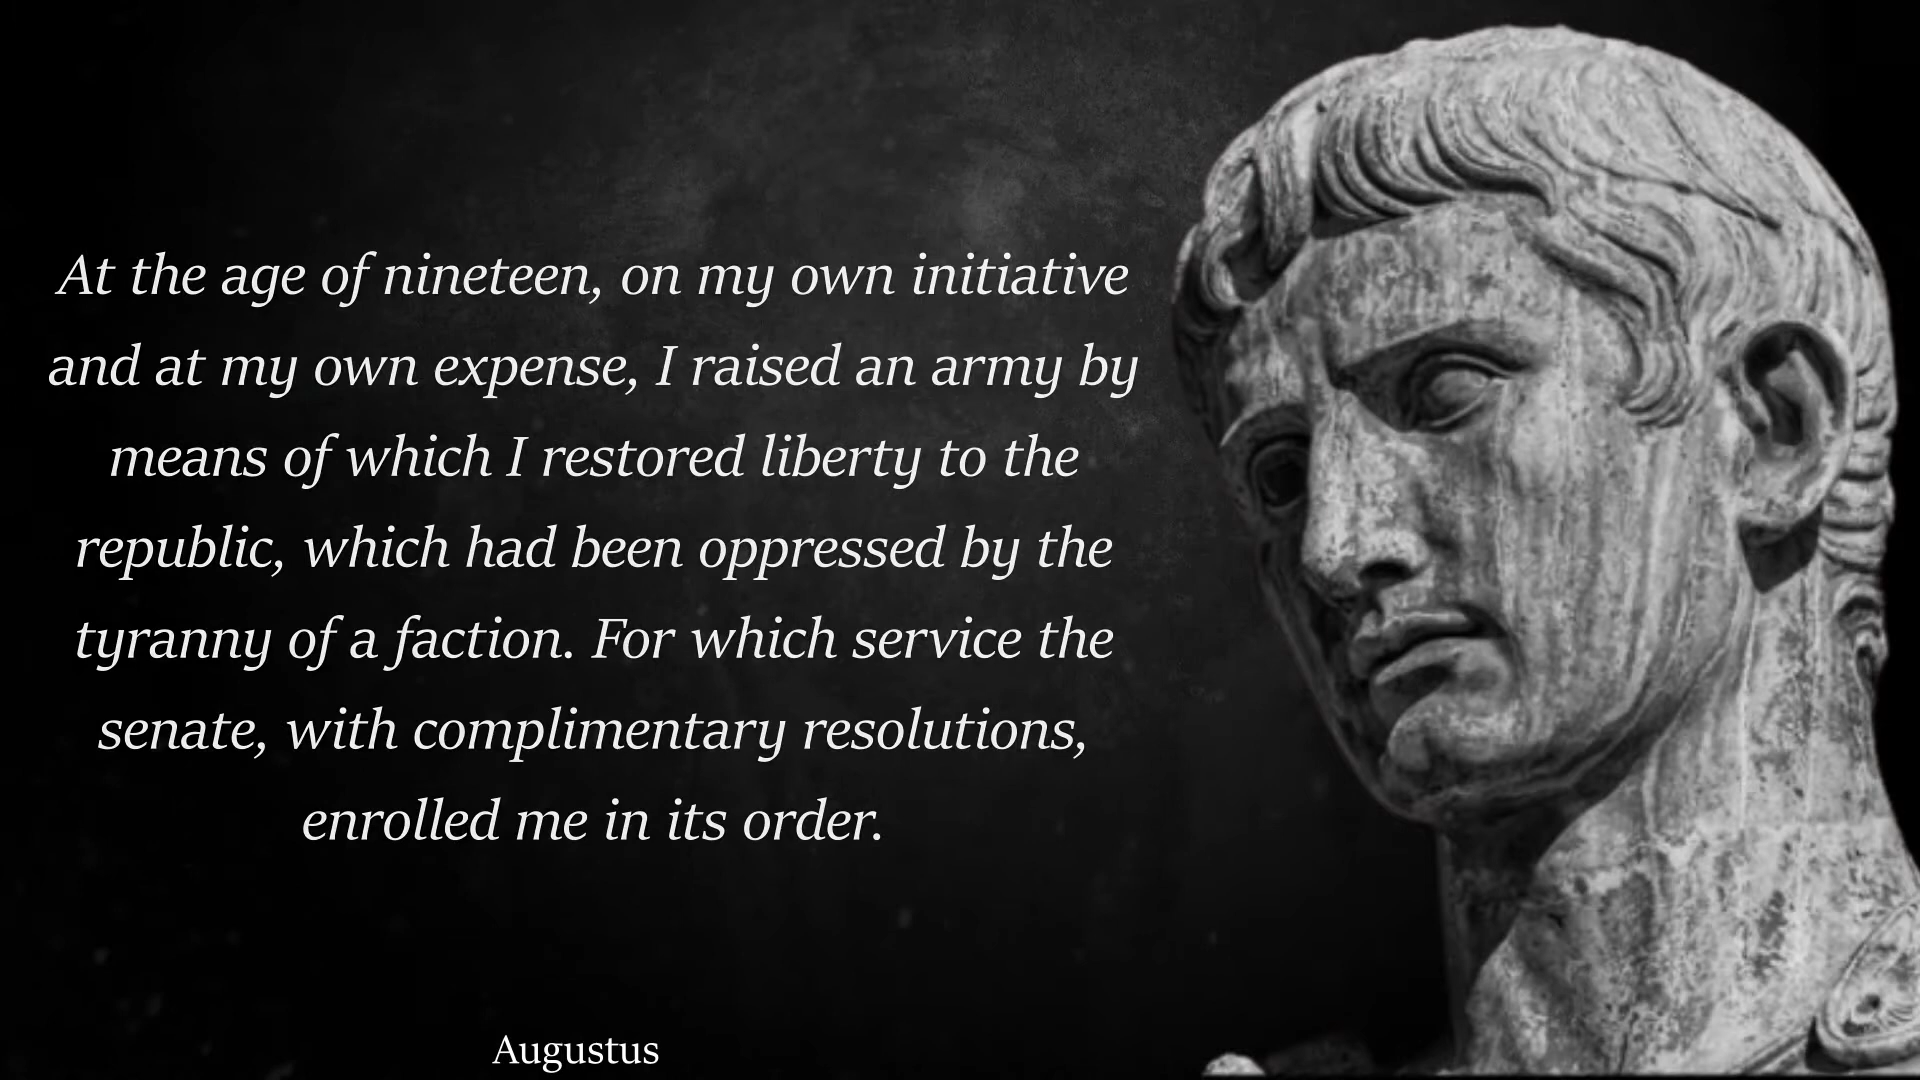 At the age of nineteen, on my own initiative
and at my own expense, I raised an army by
means of which I restored liberty to the
republic, which had been oppressed by the
tyranny of a faction. For which service the
senate, with complimentary resolutions,
enrolled me in its order.
Augustus